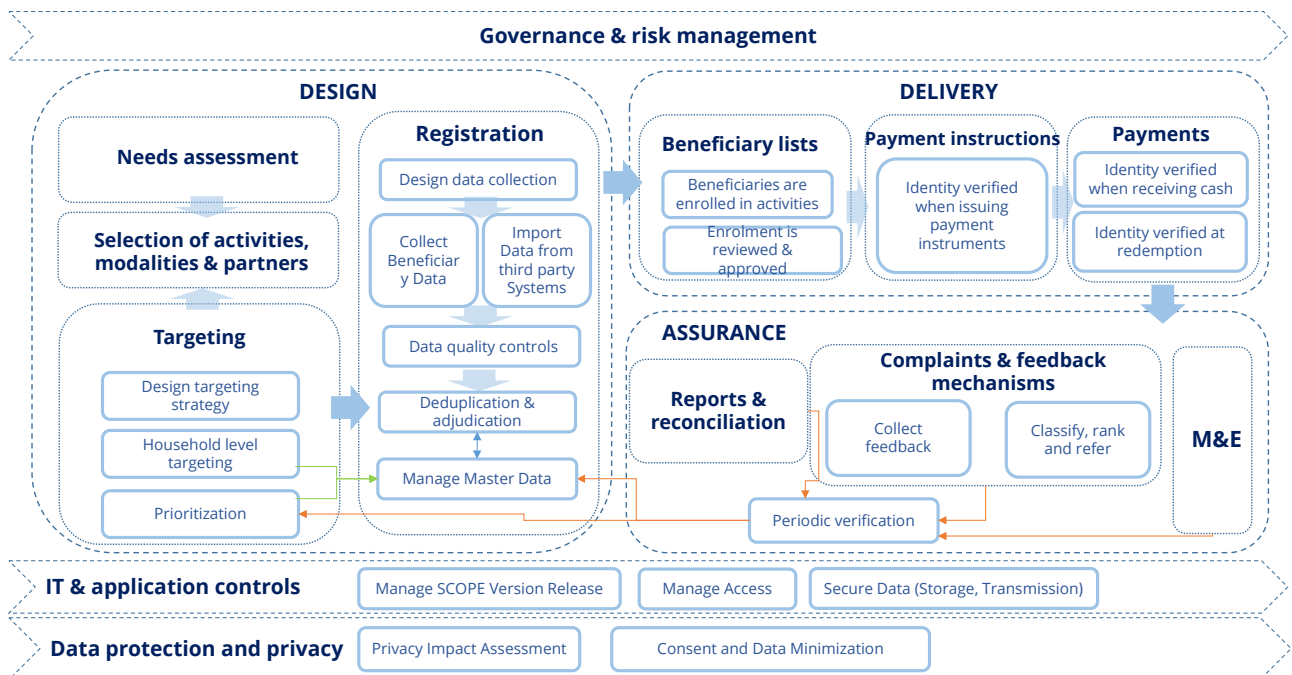 Governance & risk management
DESIGN
Needs assessment
Selection of activities,
modalities & partners
Targeting
Design targeting
strategy
Household level
targeting
Prioritization
Registration
Design data collection
Collect
Beneficiar
y Data
Import
Data from
third party
Systems
Data quality controls
Deduplication &
adjudication
Manage Master Data
DELIVERY
Beneficiary lists
Beneficiaries are
enrolled in activities
Enrolment is
reviewed &
approved
Payment instructions
Identity verified
when issuing
payment
instruments
Payments
Identity verified
when receiving cash
Identity verified at
redemption
ASSURANCE
Reports &
reconciliation
Complaints & feedback
mechanisms
Collect
feedback
Classify, rank
and refer
M&E
Periodic verification
IT & application controls
Manage SCOPE Version Release
Manage Access
Secure Data (Storage, Transmission)
Data protection and privacy
Privacy Impact Assessment
Consent and Data Minimization